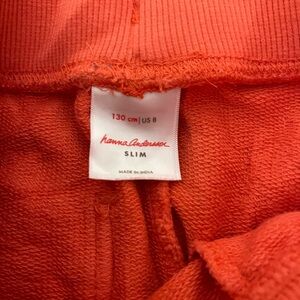 130 cm | US 8
hanna andersson
SLIM
MADE IN INDIA